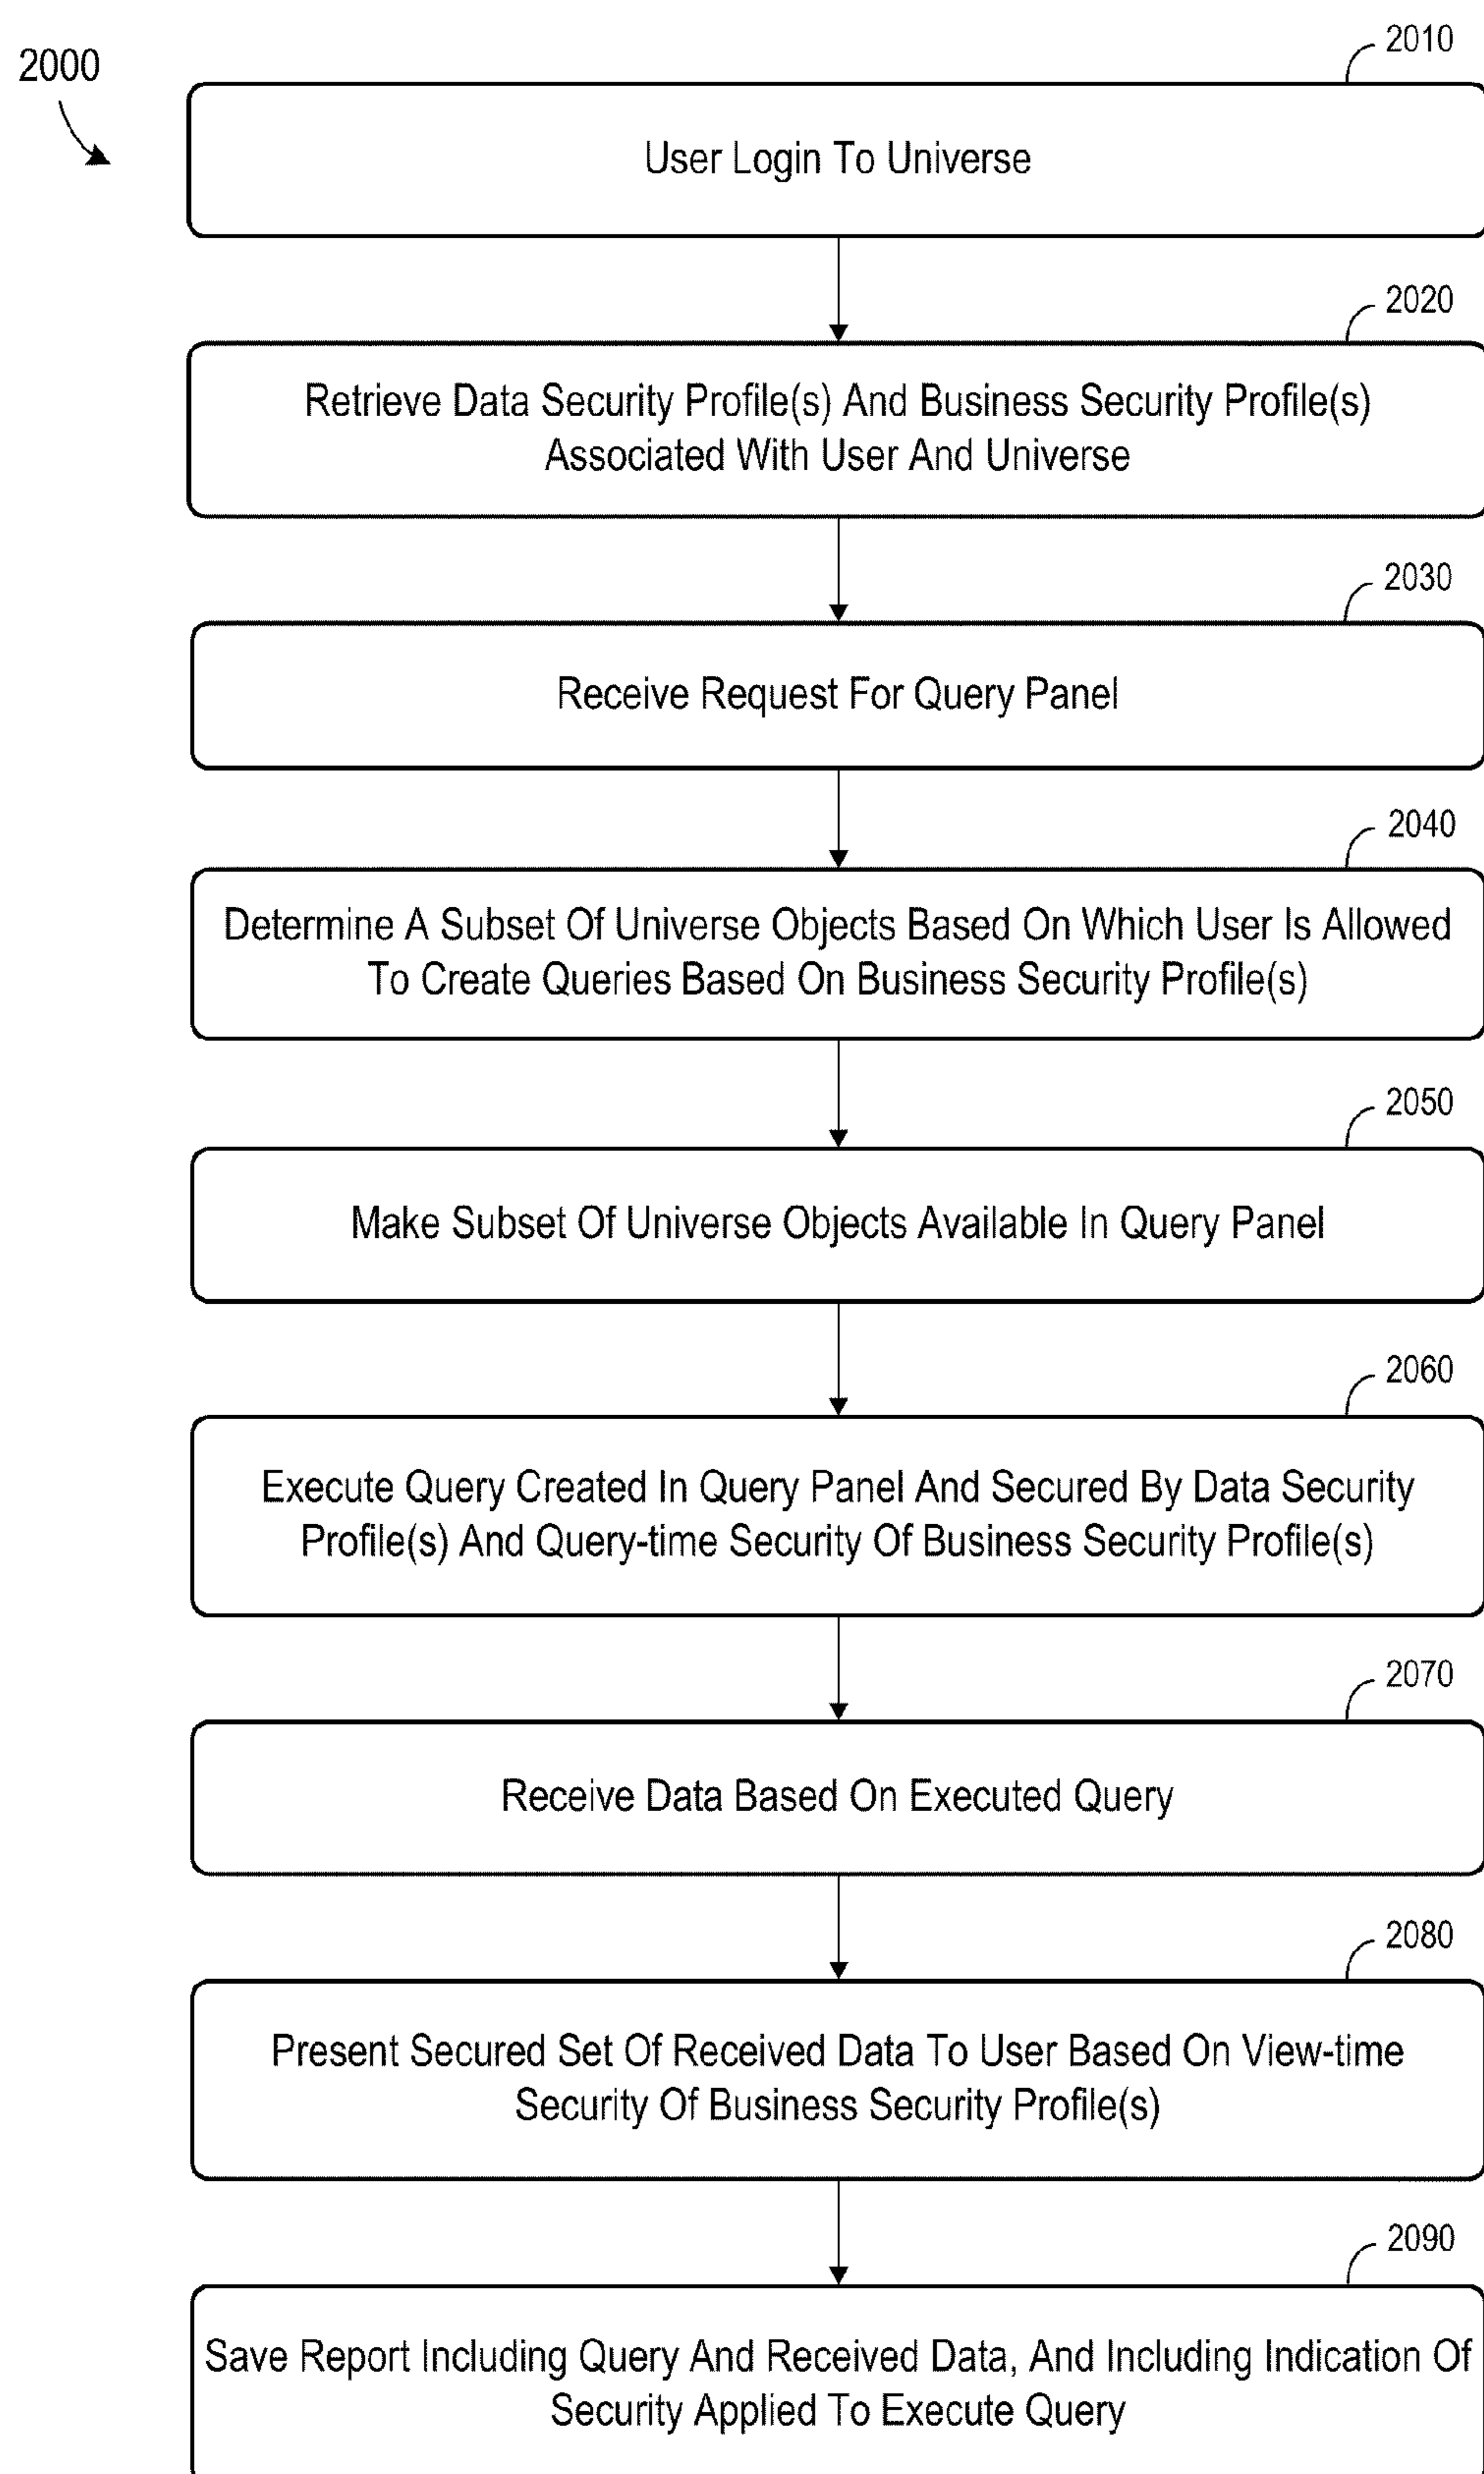 2000
2010
User Login To Universe
2020
Retrieve Data Security Profile(s) And Business Security Profile(s)
Associated With User And Universe
2030
Receive Request For Query Panel
2040
Determine A Subset Of Universe Objects Based On Which User Is Allowed
To Create Queries Based On Business Security Profile(s)
2050
Make Subset Of Universe Objects Available In Query Panel
2060
Execute Query Created In Query Panel And Secured By Data Security
Profile(s) And Query-time Security Of Business Security Profile(s)
2070
Receive Data Based On Executed Query
2080
Present Secured Set Of Received Data To User Based On View-time
Security Of Business Security Profile(s)
2090
Save Report Including Query And Received Data, And Including Indication Of
Security Applied To Execute Query